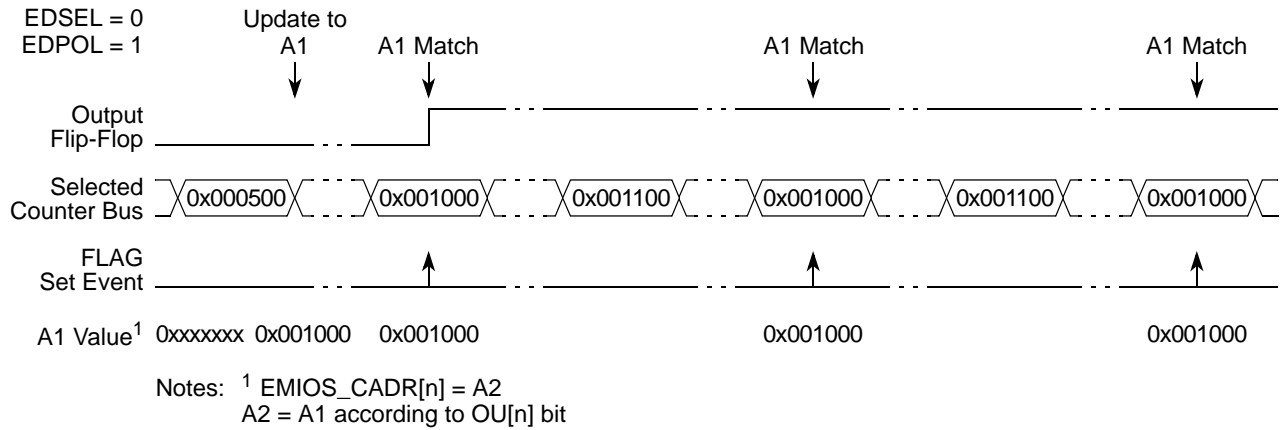 EDSEL = 0
EDPOL = 1
Update to
A1
A1 Match
A1 Match
A1 Match
Output
Flip-Flop
Selected
Counter Bus
0x000500
0x001000
0x001100
0x001000
0x001100
0x001000
FLAG
Set Event
A1 Value1 0xxxxxxx 0x001000 0x001000 0x001000 0x001000
Notes: 1 EMIOS_CADR[n] = A2
A2 = A1 according to OU[n] bit